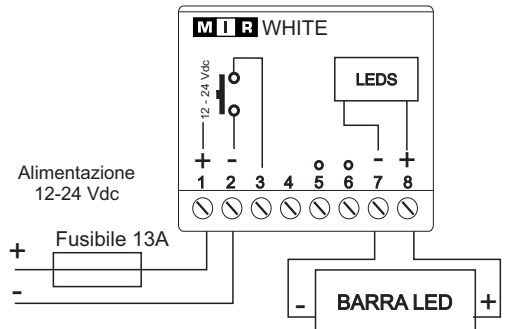 MIR WHITE
12 - 24 Vdc
LEDS
+ - - +
1 2 3 4 5 6 7 8
Alimentazione
12-24 Vdc
Fusibile 13A
+
-
- BARRA LED +